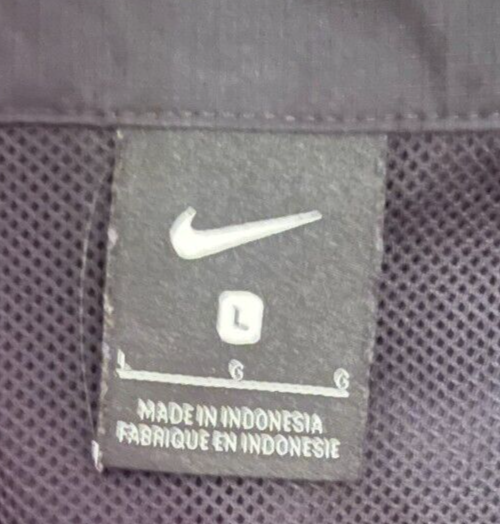 L
L G G
MADE IN INDONESIA
FABRIQUE EN INDONESIE